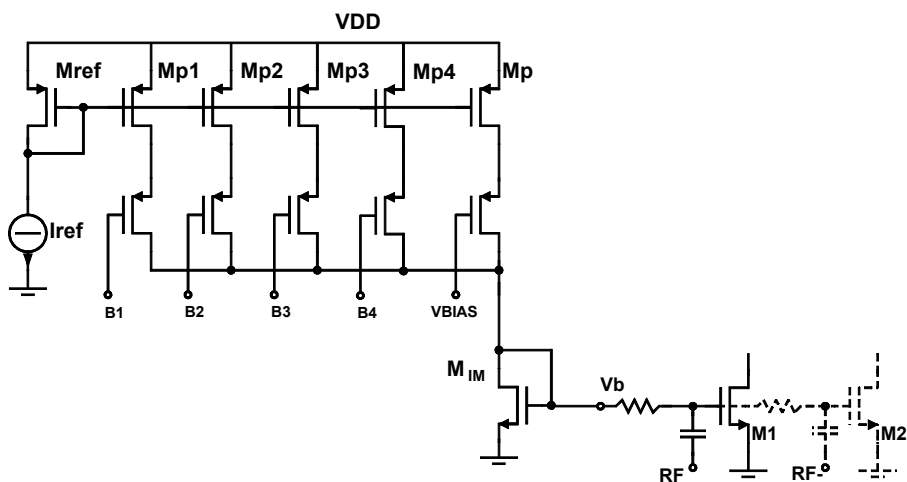 VDD
Mref
Mp1
Mp2
Mp3
Mp4
Mp
Iref
B1
B2
B3
B4
VBIAS
M IM
Vb
M1
M2
RF
RF-